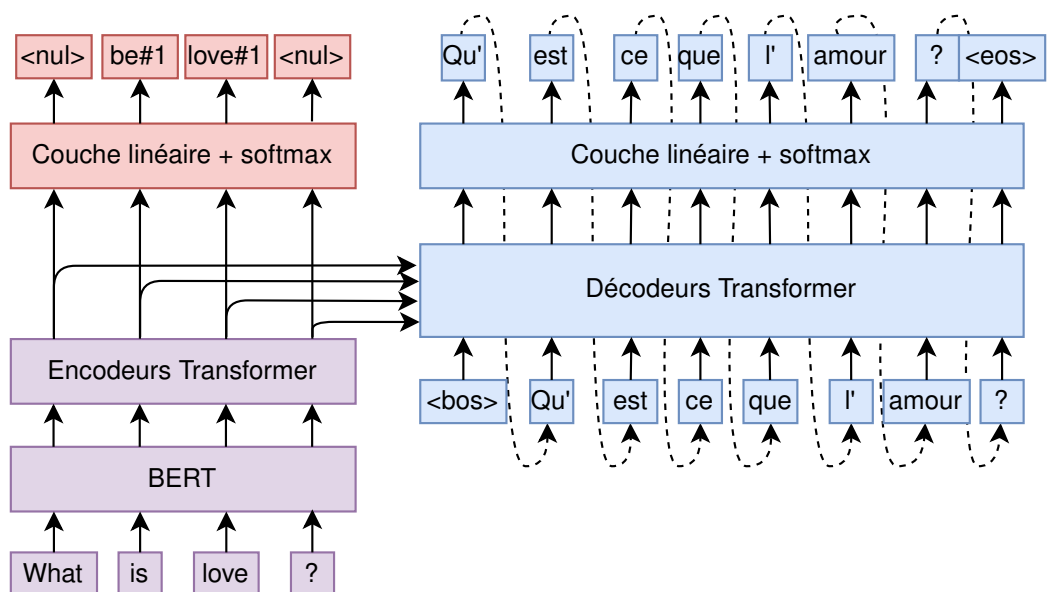 <nul> be#1 love#1 <nul>
Couche linéaire + softmax
Encodeurs Transformer
BERT
What is love ?
Qu' est ce que l' amour ? <eos>
Couche linéaire + softmax
Décodeurs Transformer
<bos> Qu' est ce que l' amour ?